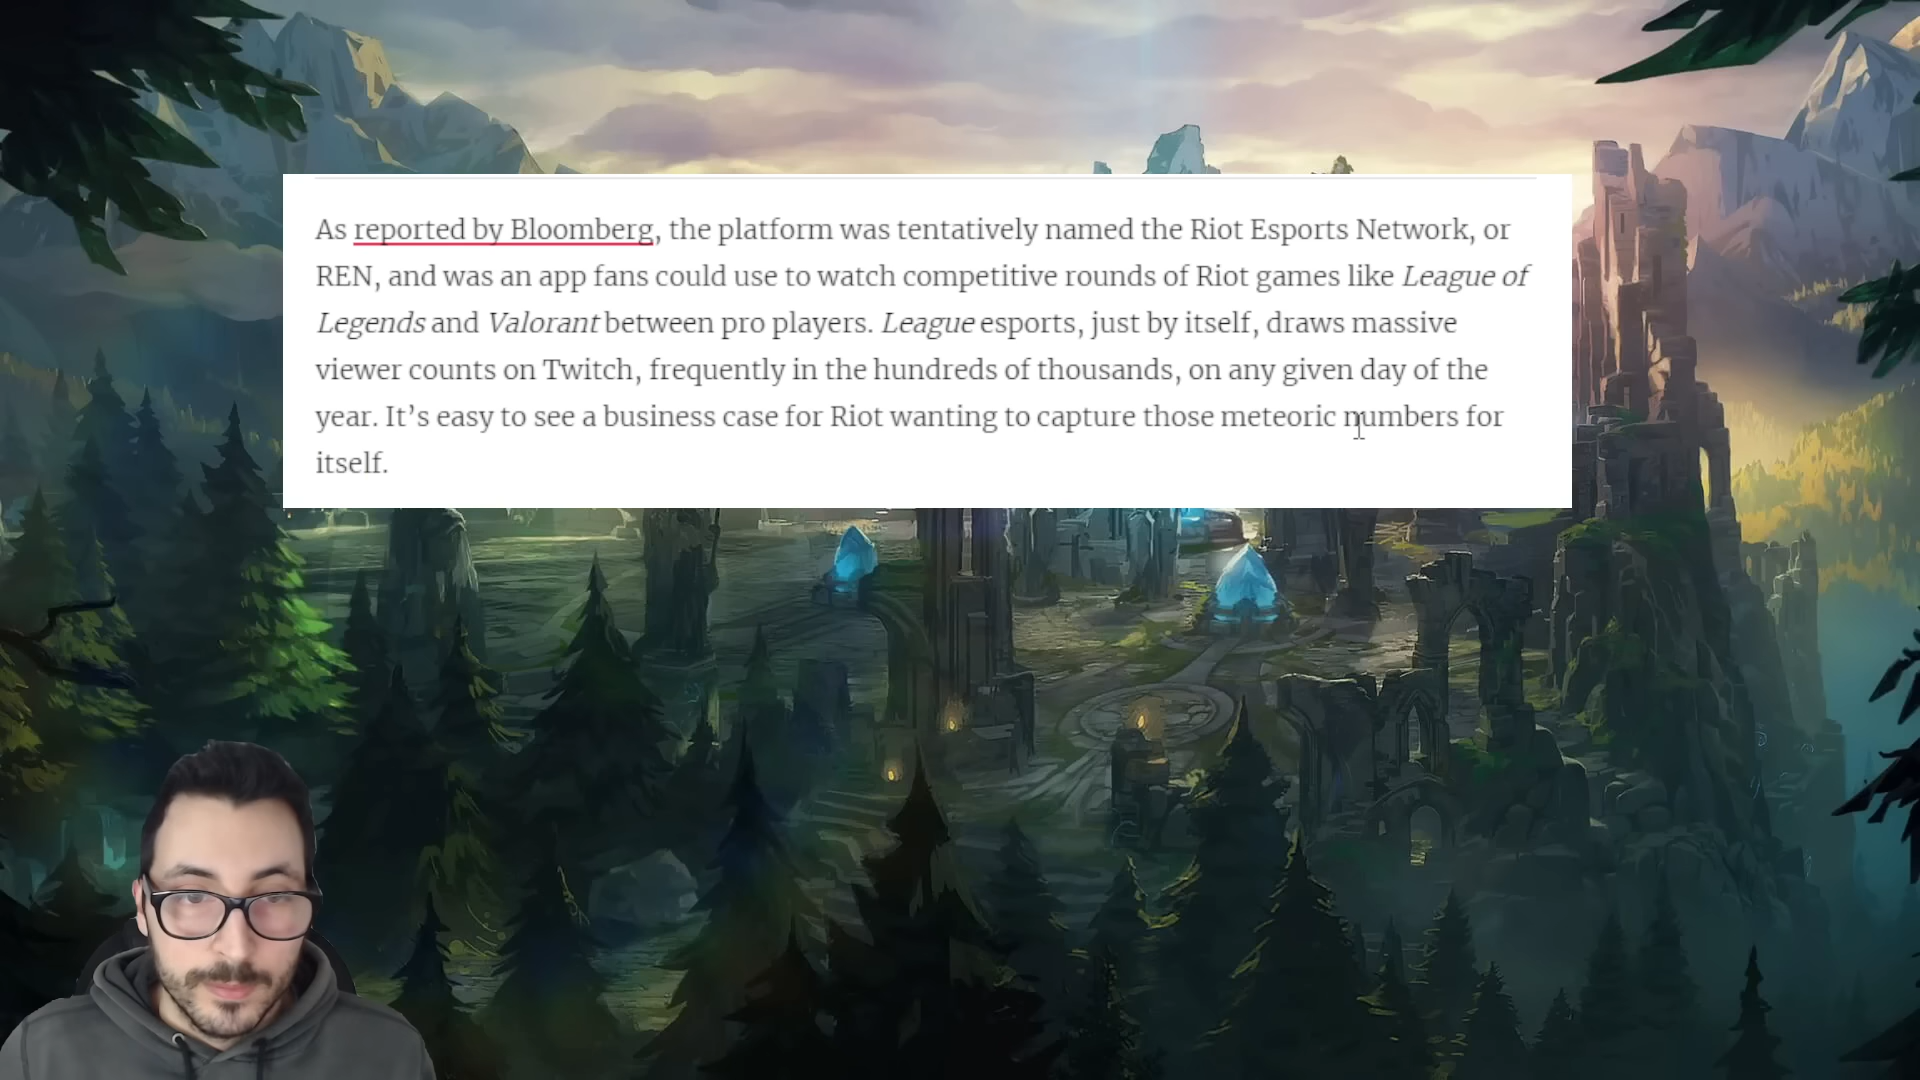 As reported by Bloomberg, the platform was tentatively named the Riot Esports Network, or
REN, and was an app fans could use to watch competitive rounds of Riot games like League of
Legends and Valorant between pro players. League esports, just by itself, draws massive
viewer counts on Twitch, frequently in the hundreds of thousands, on any given day of the
year. It’s easy to see a business case for Riot wanting to capture those meteoric numbers for
itself.